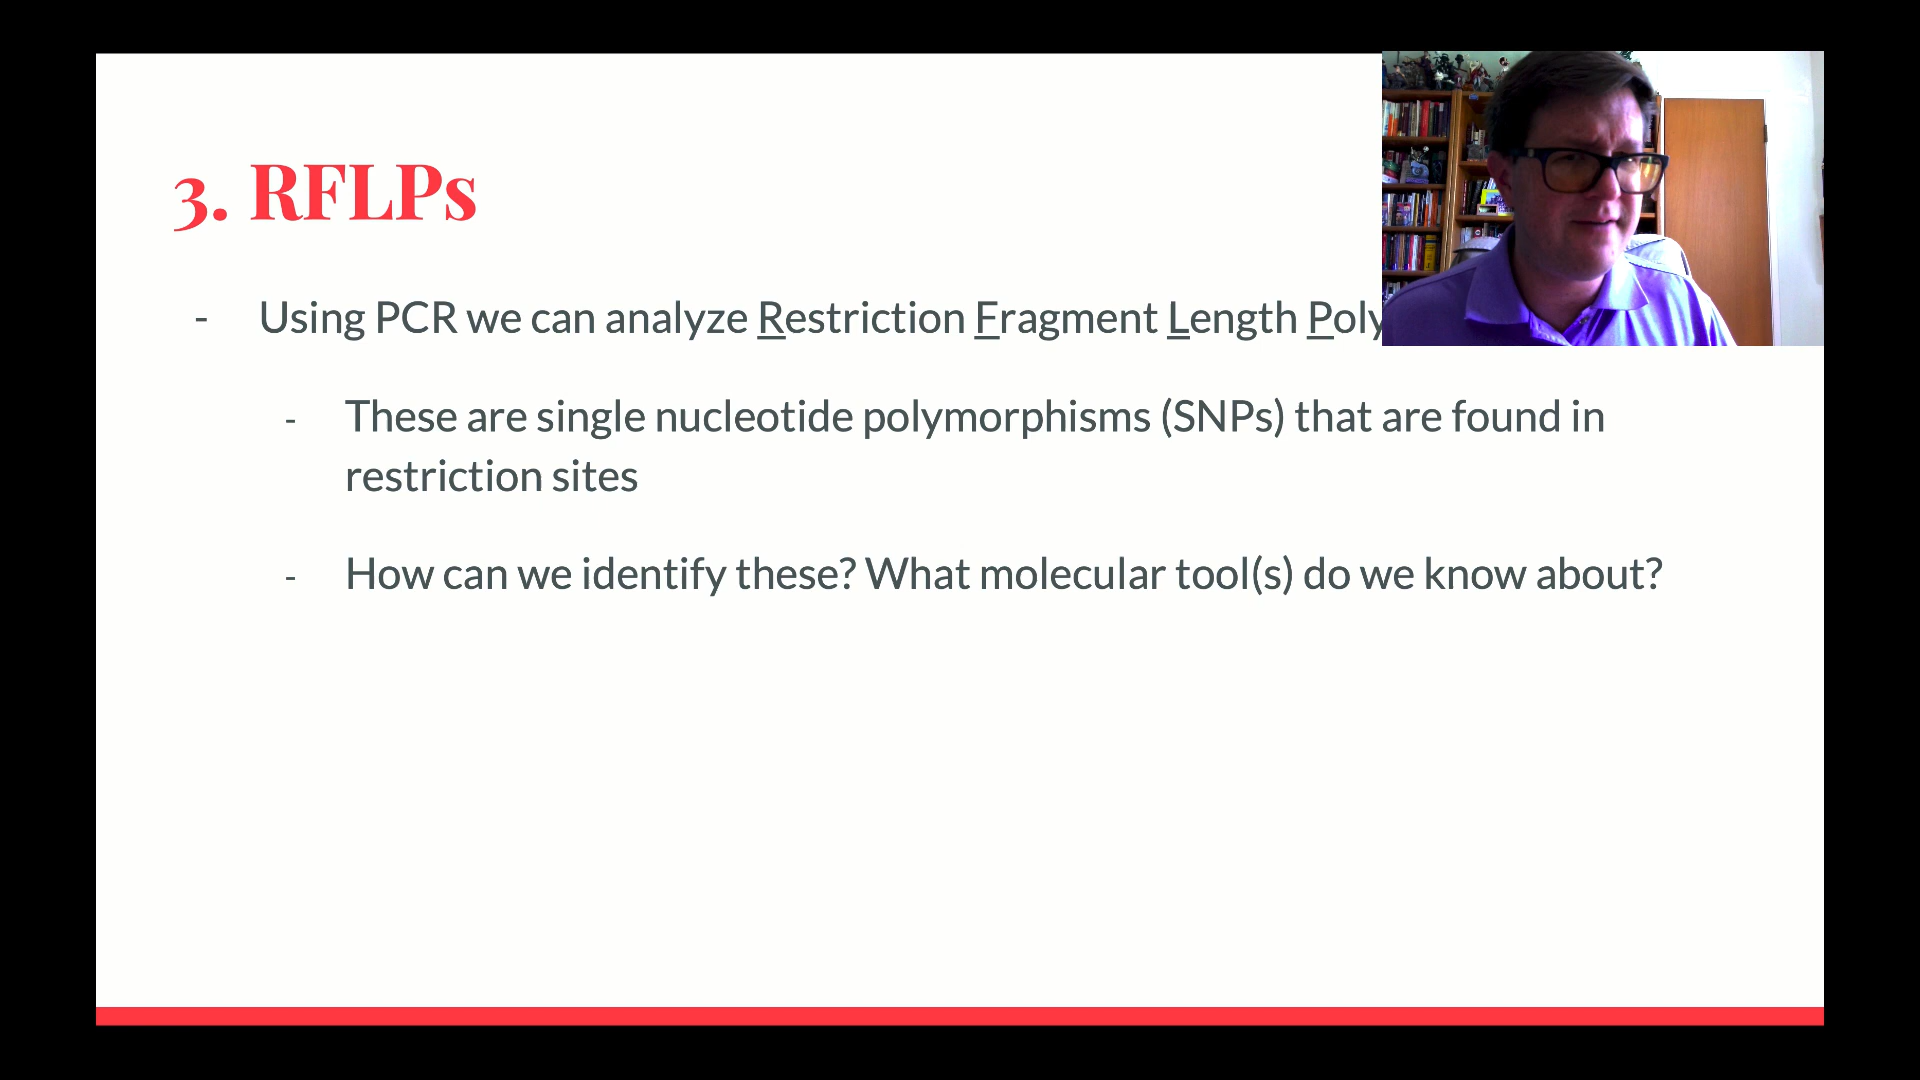 3. RFLPs
- Using PCR we can analyze Restriction Fragment Length Poly
- These are single nucleotide polymorphisms (SNPs) that are found in
restriction sites
- How can we identify these? What molecular tool(s) do we know about?